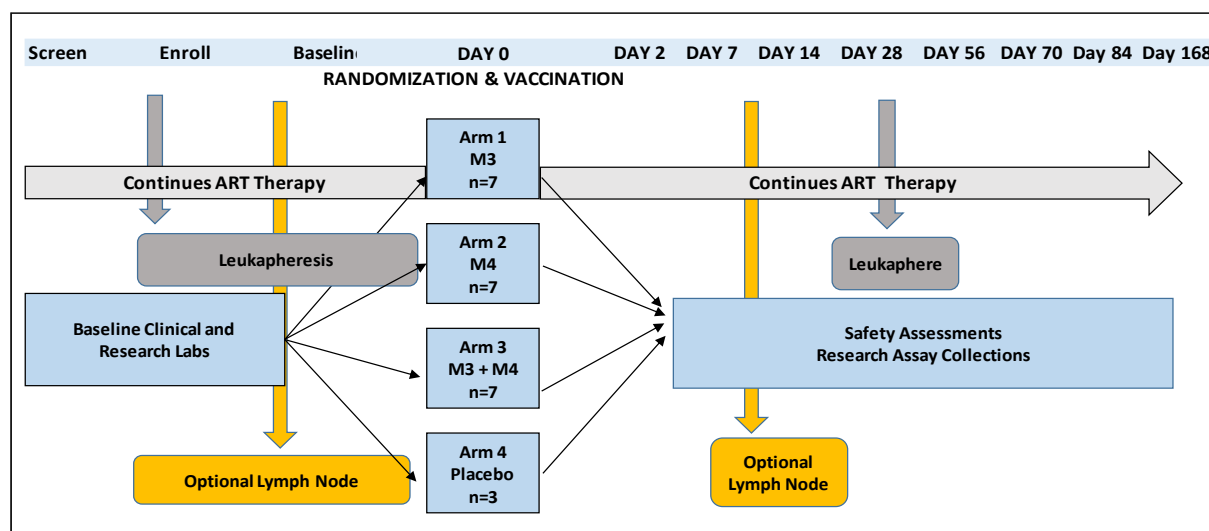 Screen Enroll Baseline DAY 0 DAY 2 DAY 7 DAY 14 DAY 28 DAY 56 DAY 70 Day 84 Day 168
RANDOMIZATION & VACCINATION
Arm 1
M3
n=7
Continues ART Therapy
Continues ART Therapy
Arm 2
M4
n=7
Leukapheresis
Leukaphere
Baseline Clinical and
Research Labs
Arm 3
M3 + M4
n=7
Safety Assessments
Research Assay Collections
Arm 4
Placebo
n=3
Optional Lymph Node
Optional
Lymph Node